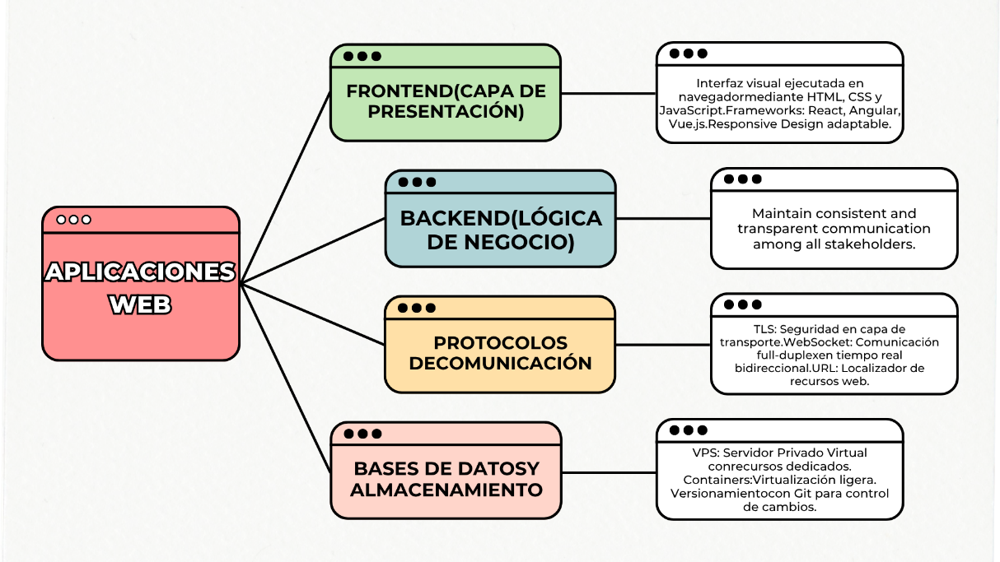 APLICACIONES
WEB
FRONTEND(CAPA DE
PRESENTACIÓN)
Interfaz visual ejecutada en
navegadormediante HTML, CSS y
JavaScript.Frameworks: React, Angular,
Vue.js.Responsive Design adaptable.
BACKEND(LÓGICA
DE NEGOCIO)
Maintain consistent and
transparent communication
among all stakeholders.
PROTOCOLOS
DECOMUNICACIÓN
TLS: Seguridad en capa de
transporte.WebSocket: Comunicación
full-duplexen tiempo real
bidireccional.URL: Localizador de
recursos web.
BASES DE DATOSY
ALMACENAMIENTO
VPS: Servidor Privado Virtual
conrecursos dedicados.
Containers:Virtualización ligera.
Versionamientocon Git para control
de cambios.